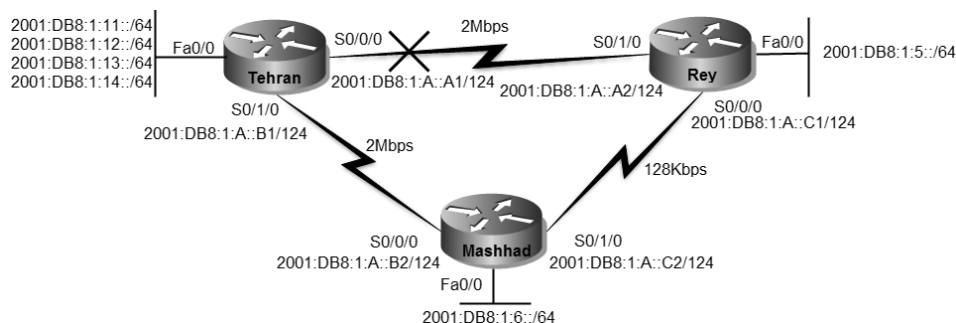 2001:DB8:1:11::/64
2001:DB8:1:12::/64
2001:DB8:1:13::/64
2001:DB8:1:14::/64
Fa0/0
Tehran
S0/0/0
2001:DB8:1:A::A1/124
2Mbps
S0/1/0
2001:DB8:1:A::A2/124
Rey
Fa0/0
2001:DB8:1:5::/64
S0/0/0
2001:DB8:1:A::C1/124
S0/1/0
2001:DB8:1:A::B1/124
2Mbps
128Kbps
S0/0/0
2001:DB8:1:A::B2/124
Mashhad
S0/1/0
2001:DB8:1:A::C2/124
Fa0/0
2001:DB8:1:6::/64